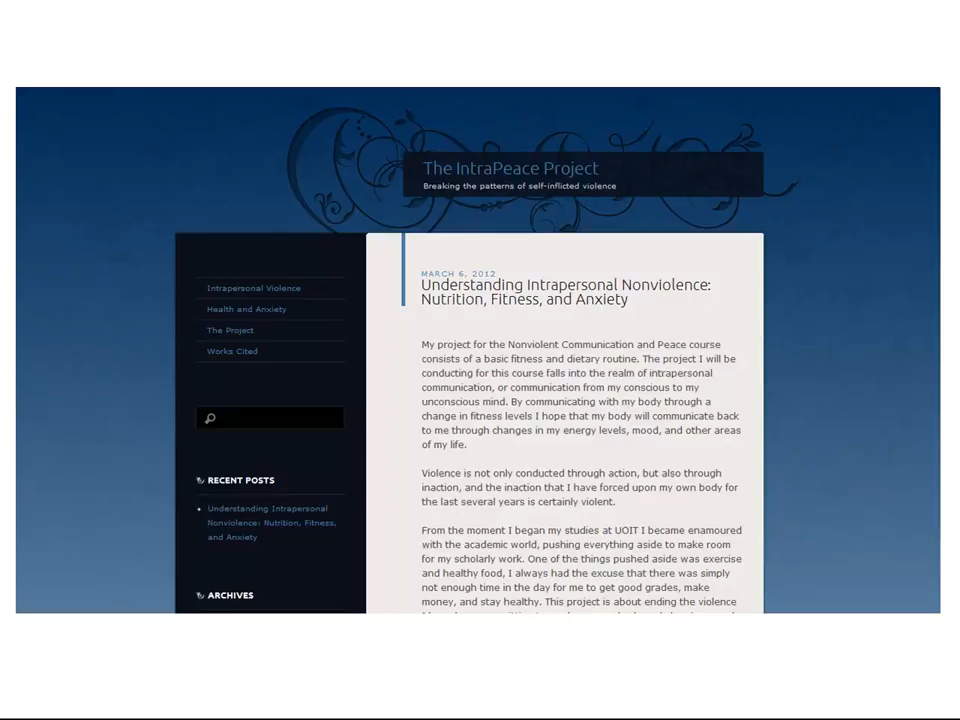 The IntraPeace Project
Breaking the patterns of self-inflicted violence
Intrapersonal Violence
Health and Anxiety
The Project
Works Cited
RECENT POSTS
Understanding Intrapersonal
Nonviolence: Nutrition, Fitness,
and Anxiety
ARCHIVES
MARCH 6, 2012
Understanding Intrapersonal Nonviolence:
Nutrition, Fitness, and Anxiety
My project for the Nonviolent Communication and Peace course
consists of a basic fitness and dietary routine. The project I will be
conducting for this course falls into the realm of intrapersonal
communication, or communication from my conscious to my
unconscious mind. By communicating with my body through a
change in fitness levels I hope that my body will communicate back
to me through changes in my energy levels, mood, and other areas
of my life.
Violence is not only conducted through action, but also through
inaction, and the inaction that I have forced upon my own body for
the last several years is certainly violent.
From the moment I began my studies at UOIT I became enamoured
with the academic world, pushing everything aside to make room
for my scholarly work. One of the things pushed aside was exercise
and healthy food, I always had the excuse that there was simply
not enough time in the day for me to get good grades, make
money, and stay healthy. This project is about ending the violence